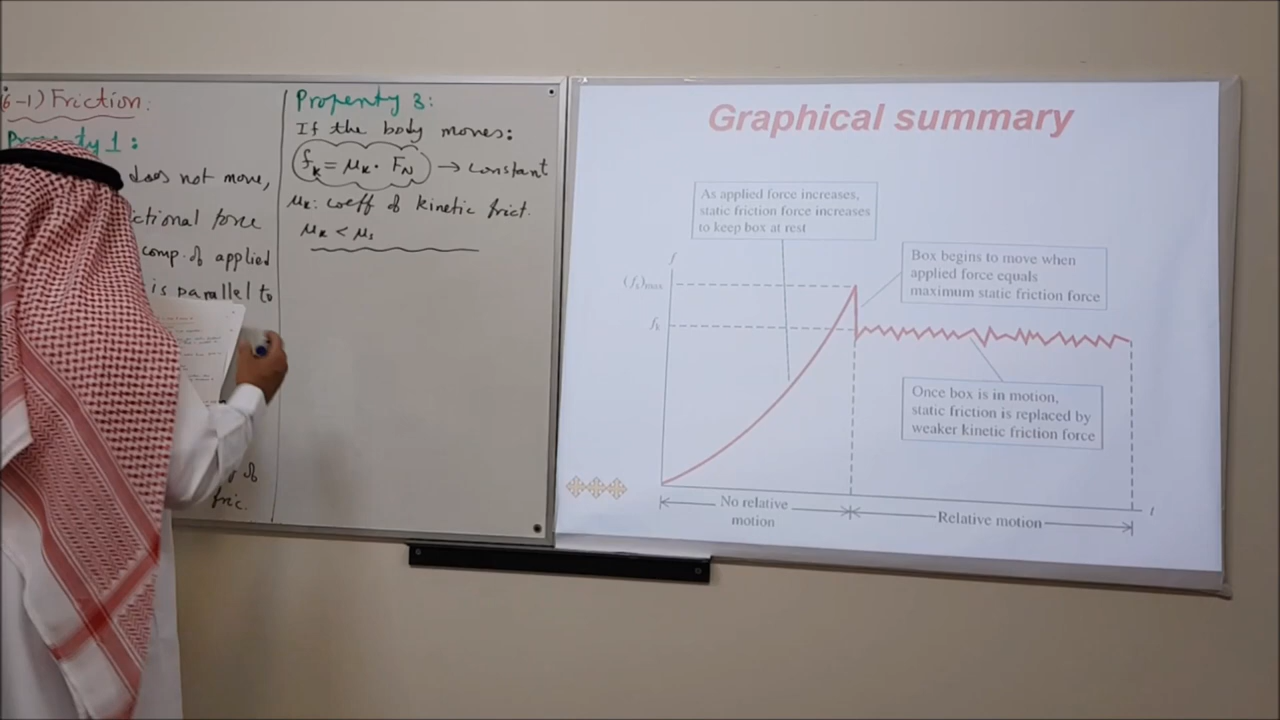 6-1) Friction:
Property 1:
does not move,
ictional force
comp. of applied
is parallel to
of
fric.
Property 3:
If the body moves:
fk = μk · FN → constant
μk: coeff of kinetic frict.
μk < μs
Graphical summary
As applied force increases,
static friction force increases
to keep box at rest
Box begins to move when
applied force equals
maximum static friction force
f
(fs)max
fk
Once box is in motion,
static friction is replaced by
weaker kinetic friction force
No relative
motion
Relative motion
t